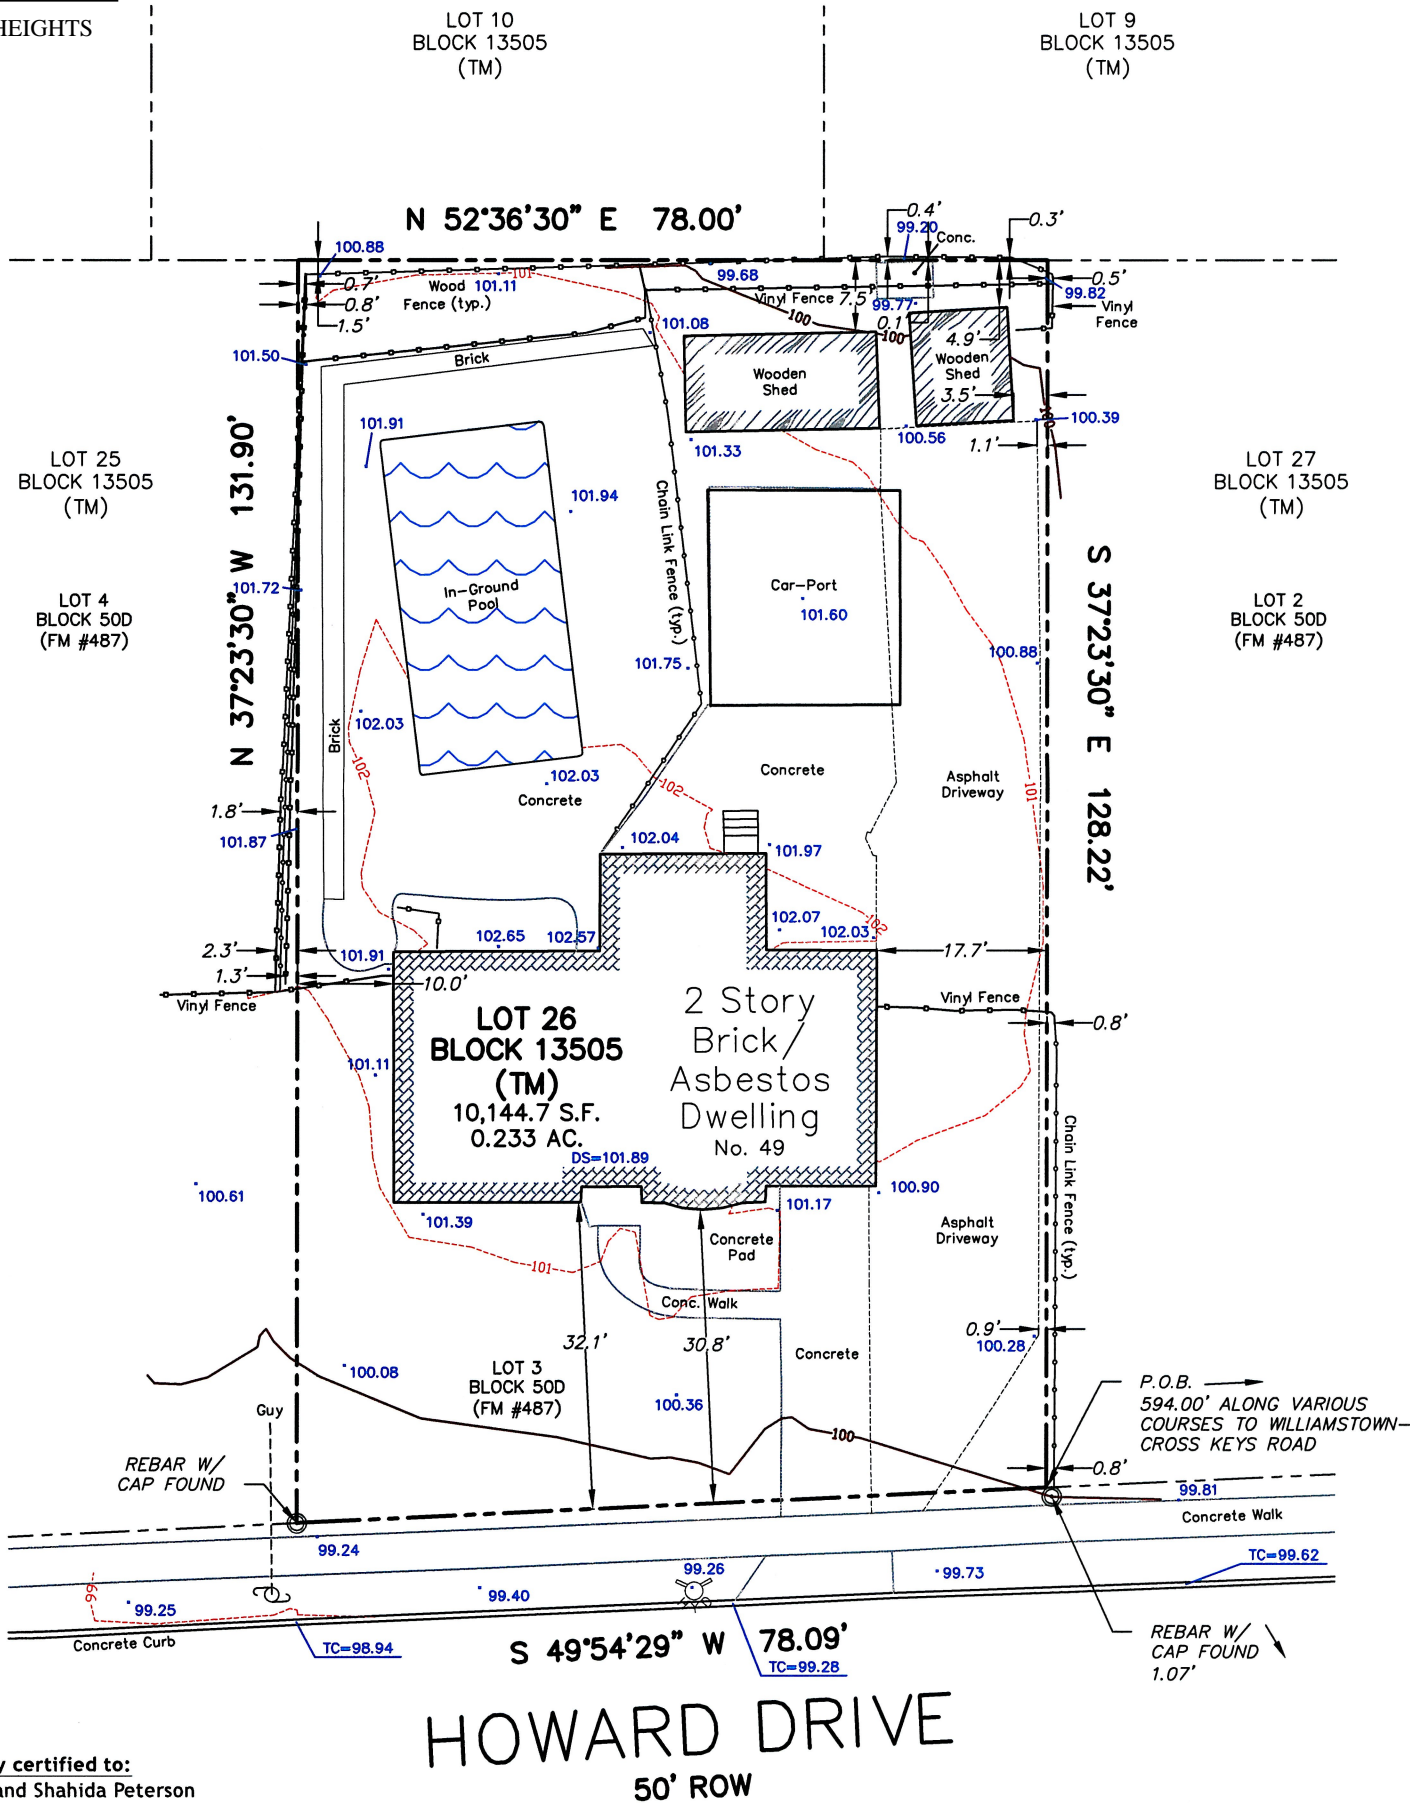 HEIGHTS
LOT 10
BLOCK 13505
(TM)
LOT 9
BLOCK 13505
(TM)
N 52°36'30" E 78.00'
0.4'
99.20
Conc.
0.3'
100.88
0.7'
0.8'
1.5'
Wood
Fence (typ.)
101.11
101
99.68
Vinyl Fence
7.5'
99.77
0.1'
100
100
0.5'
99.82
Vinyl
Fence
101.08
101.50
Brick
Wooden
Shed
4.9'
Wooden
Shed
3.5'
100
100.39
1.1'
100.56
101.33
101.91
101.94
LOT 25
BLOCK 13505
(TM)
N 37°23'30" W 131.90'
LOT 27
BLOCK 13505
(TM)
Chain Link Fence (typ.)
In-Ground
Pool
Car-Port
101.60
101.72
LOT 4
BLOCK 50D
(FM #487)
LOT 2
BLOCK 50D
(FM #487)
S 37°23'30" E 128.22'
101.75
100.88
102.03
Brick
102
102.03
Concrete
102
Concrete
Asphalt
Driveway
101
1.8'
101.87
102.04
101.97
102
102.07
102.03
17.7'
2.3'
1.3'
101.91
102.65
102.57
10.0'
Vinyl Fence
Vinyl Fence
0.8'
LOT 26
BLOCK 13505
(TM)
10,144.7 S.F.
0.233 AC.
2 Story
Brick/
Asbestos
Dwelling
No. 49
DS=101.89
101.11
100.61
101.39
101.17
100.90
Chain Link Fence (typ.)
Concrete
Pad
Asphalt
Driveway
101
Conc. Walk
32.1'
30.8'
0.9'
100.28
Concrete
100.08
LOT 3
BLOCK 50D
(FM #487)
100.36
Guy
100
P.O.B.
594.00' ALONG VARIOUS
COURSES TO WILLIAMSTOWN-
CROSS KEYS ROAD
REBAR W/
CAP FOUND
0.8'
99.81
Concrete Walk
99.24
99.26
99.73
TC=99.62
99
99.25
99.40
Concrete Curb
TC=98.94
S 49°54'29" W 78.09'
TC=99.28
REBAR W/
CAP FOUND
1.07'
HOWARD DRIVE
50' ROW
y certified to:
and Shahida Peterson